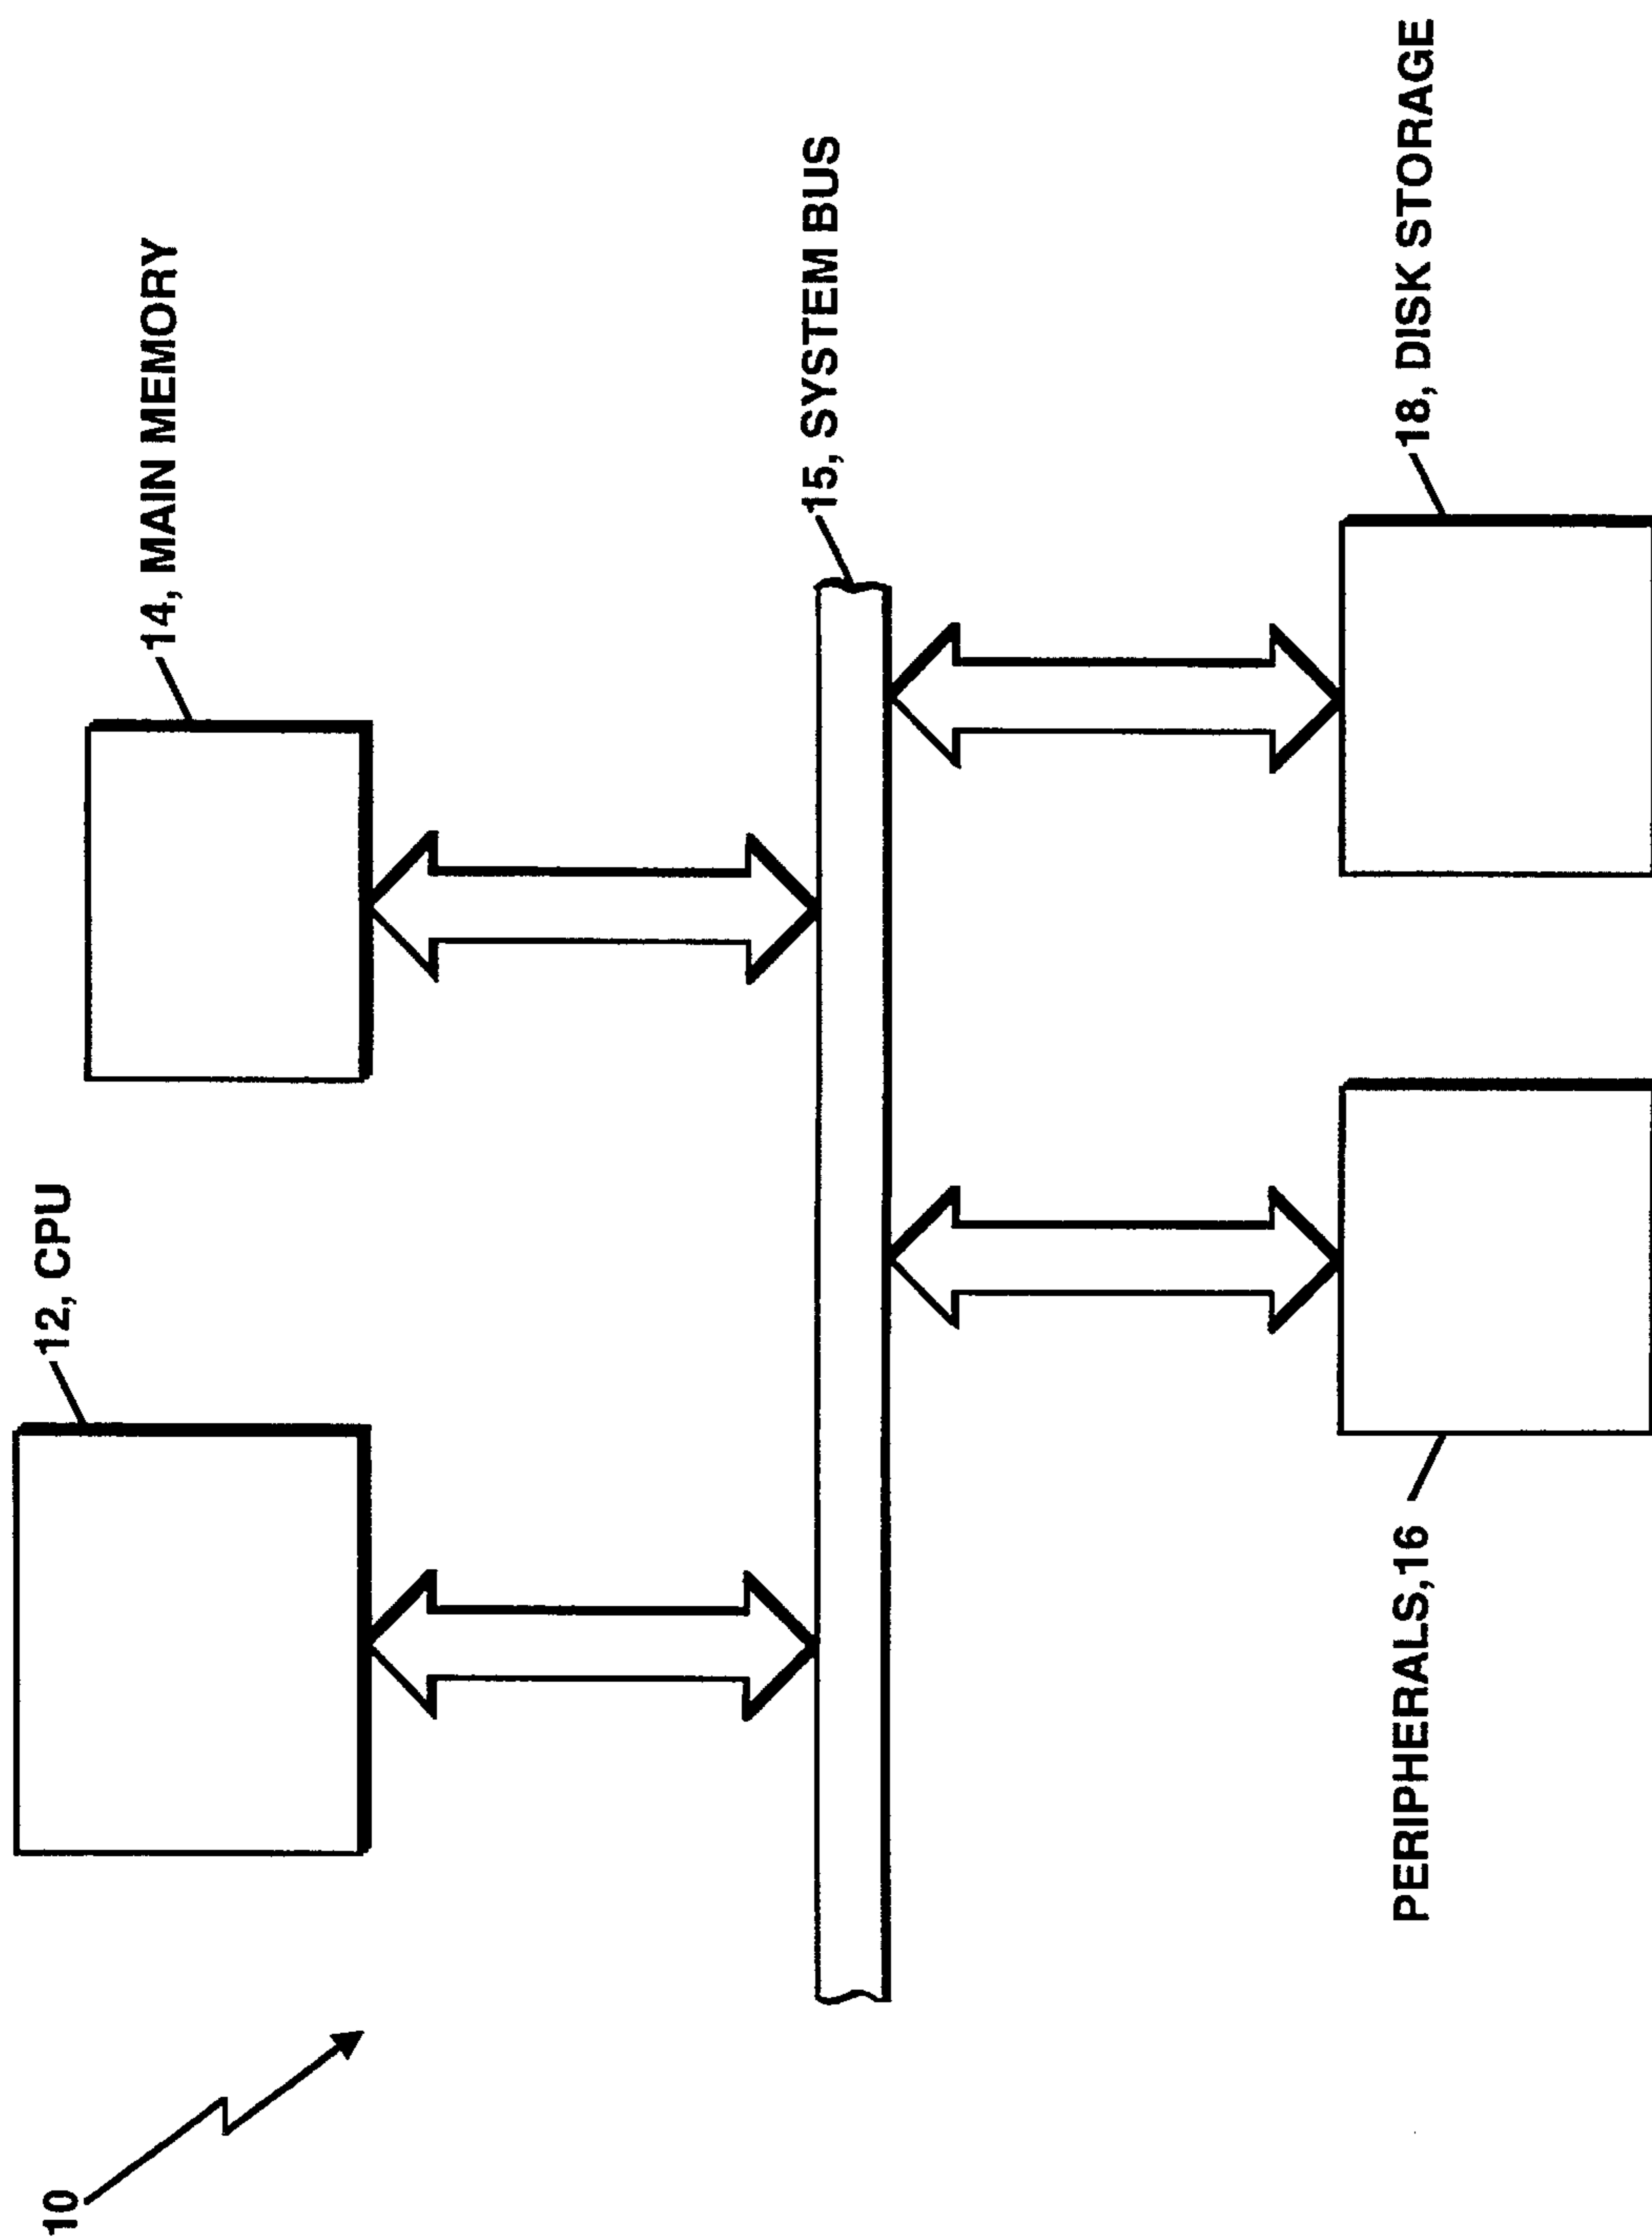 10
12, CPU
14, MAIN MEMORY
15, SYSTEM BUS
PERIPHERALS,16
18, DISK STORAGE